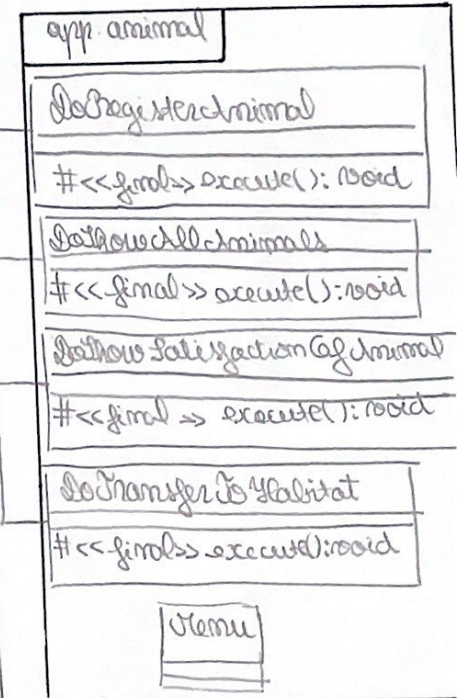 app.animal
DoRegisterAnimal
#<<final>> execute(): void
DoShowAllAnimals
#<<final>> execute():void
DoShowSatisfactionOfAnimal
#<<final>> execute(): void
DoTransferToHabitat
#<<final>> execute():void
Menu